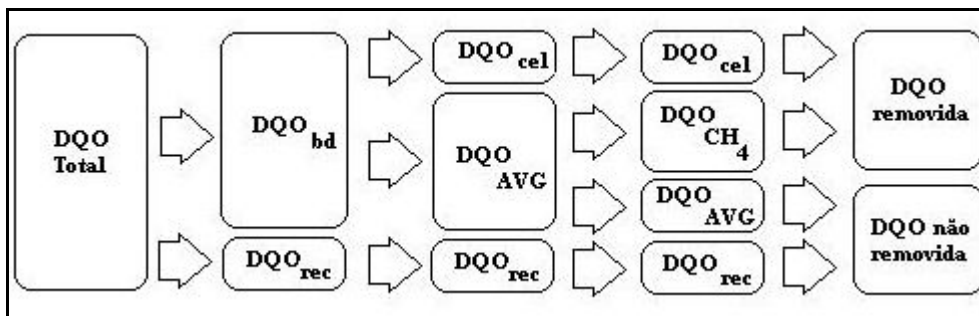 DQO
Total
DQO
bd
DQO
rec
DQO
cel
DQO
AVG
DQO
rec
DQO
cel
DQO
CH
4
DQO
AVG
DQO
rec
DQO
removida
DQO não
removida